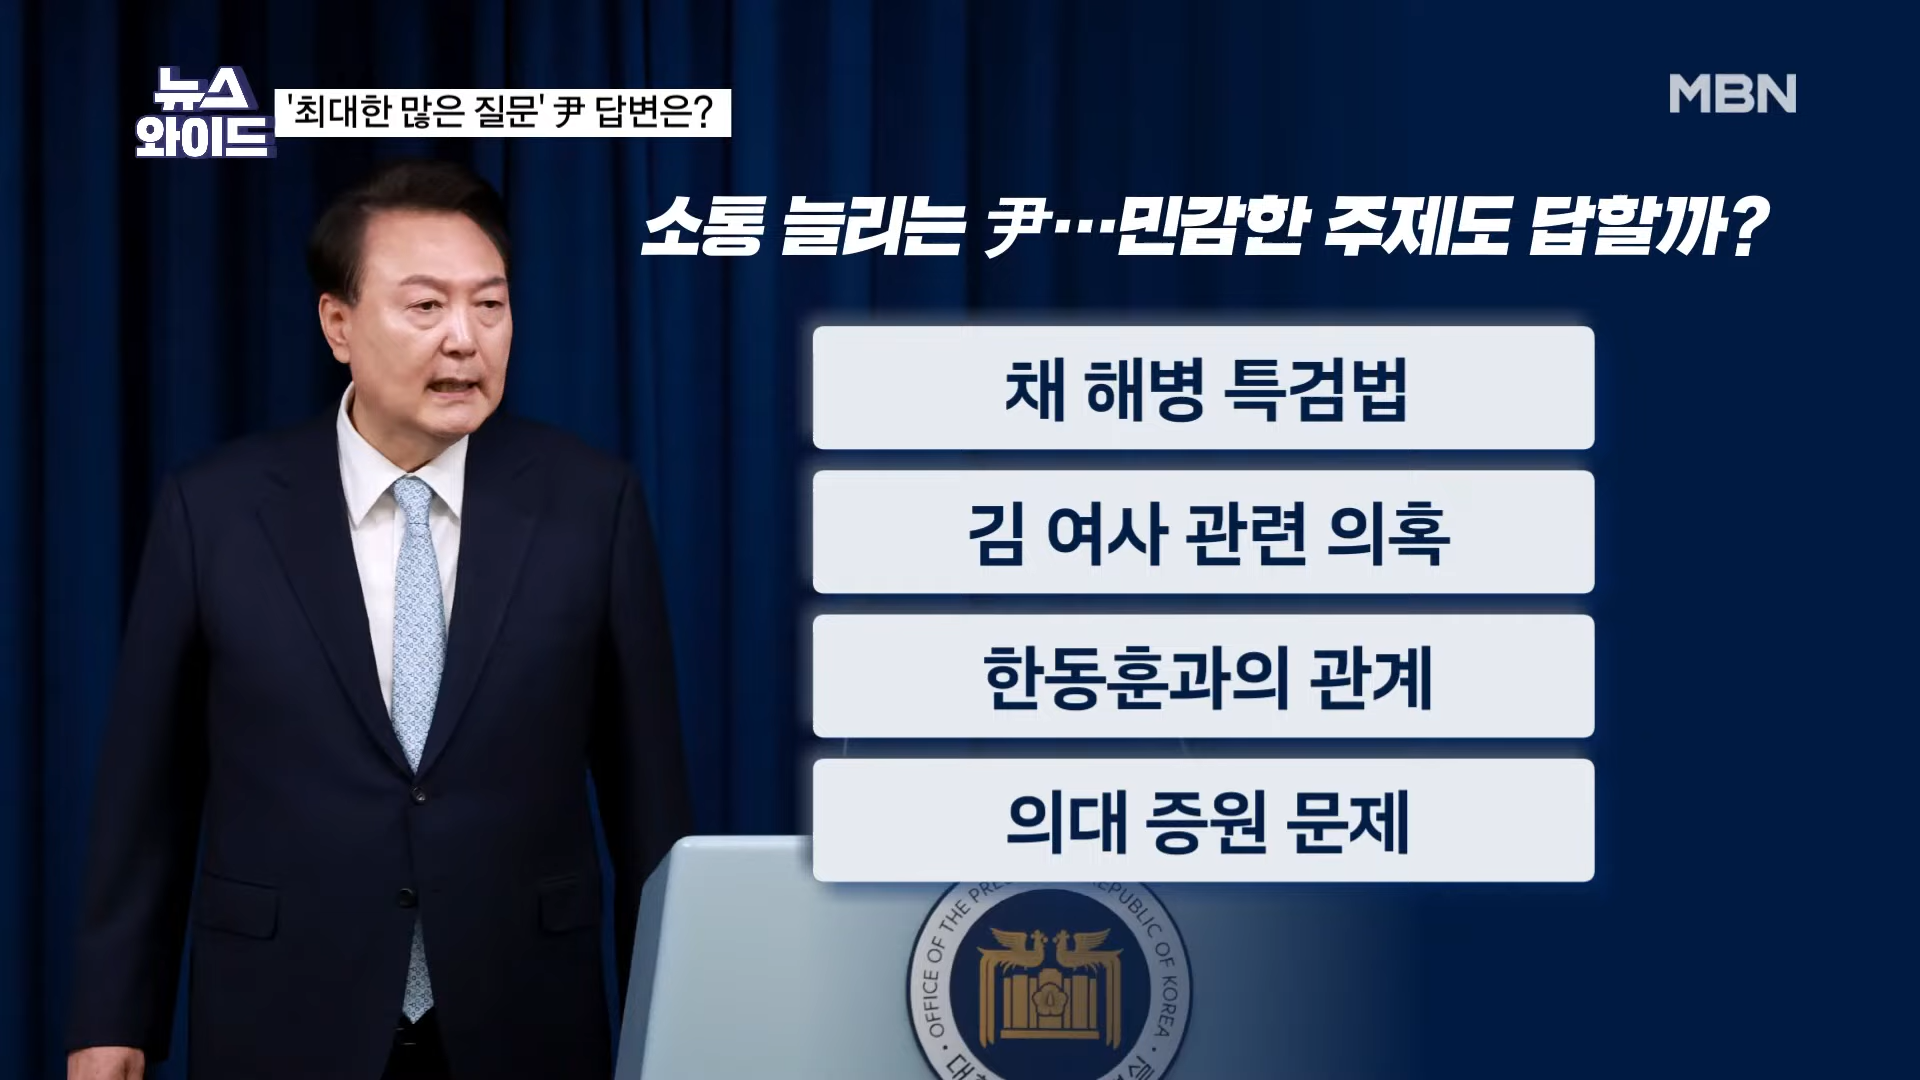 뉴스
와이드
'최대한 많은 질문' 尹 답변은?
MBN
소통 늘리는 尹…민감한 주제도 답할까?
채 해병 특검법
김 여사 관련 의혹
한동훈과의 관계
의대 증원 문제
OFFICE OF THE REPUBLIC OF KOREA